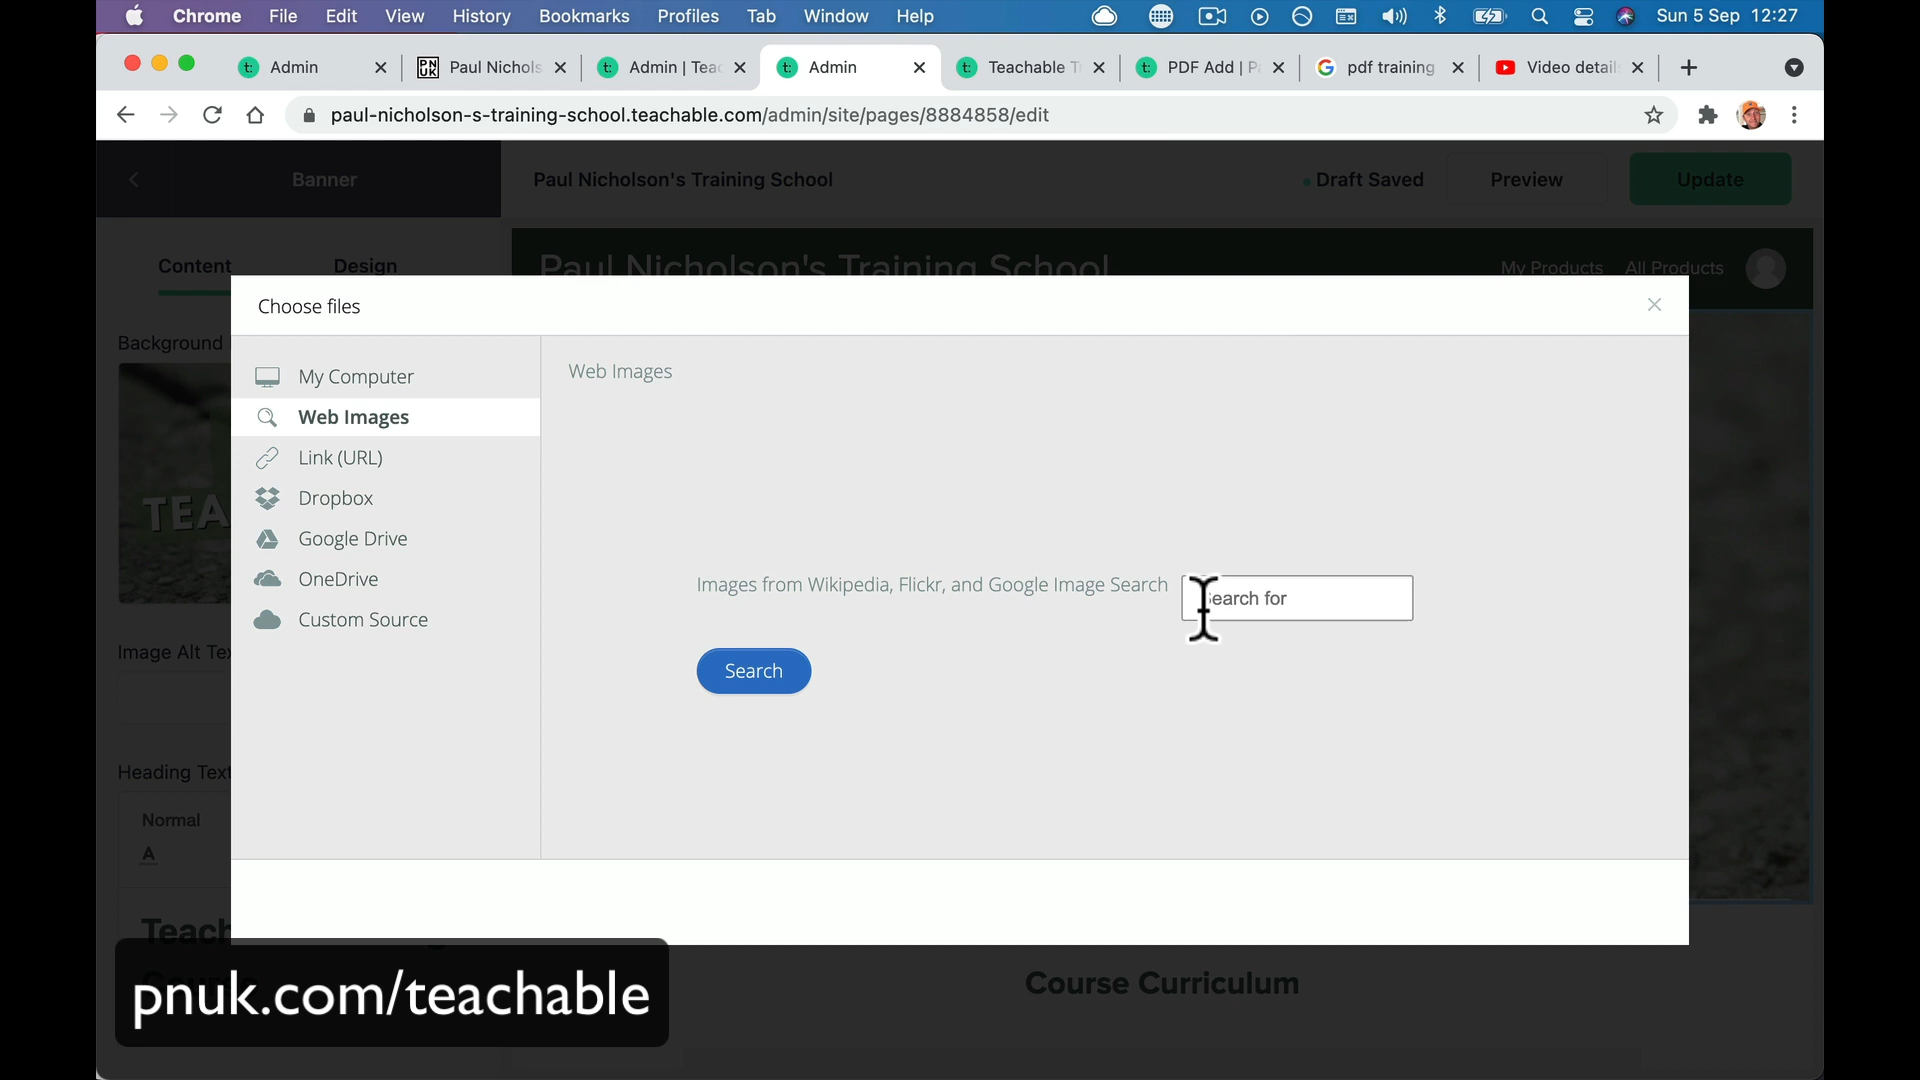 Chrome File Edit View History Bookmarks Profiles Tab Window Help Sun 5 Sep 12:27
Admin Paul Nichols Admin | Teac Admin Teachable T PDF Add | P pdf training Video detail
paul-nicholson-s-training-school.teachable.com/admin/site/pages/8884858/edit
Banner Paul Nicholson's Training School Draft Saved Preview Update
Content Design Paul Nicholson's Training School My Products All Products
Choose files
Background
My Computer
Web Images
Web Images
Link (URL)
Dropbox
Google Drive
OneDrive
Custom Source
Images from Wikipedia, Flickr, and Google Image Search
earch for
Search
TEA
Image Alt Tex
Heading Text
Normal
A
Teach
Course Curriculum
pnuk.com/teachable